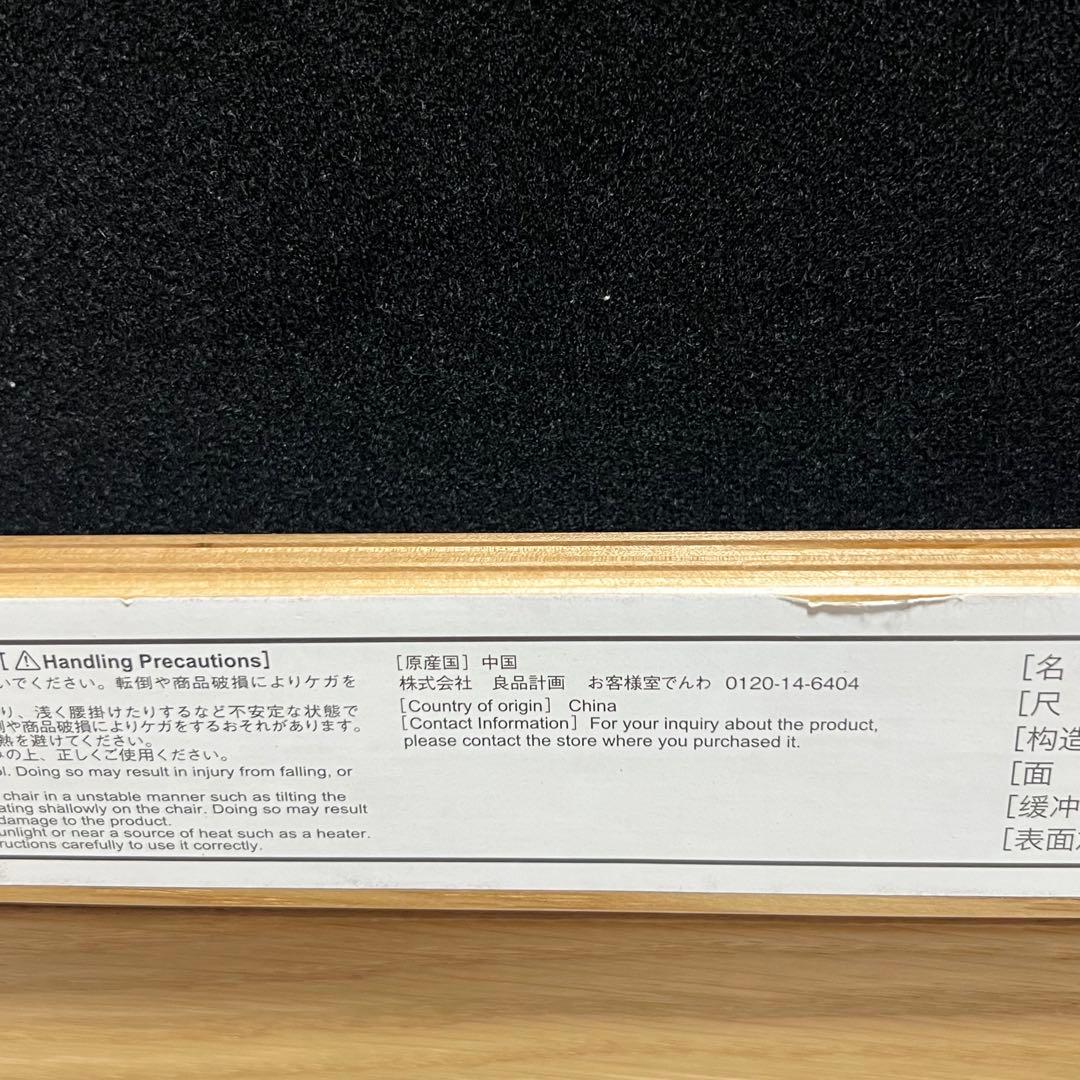 [⚠Handling Precautions]
いでください。転倒や商品破損によりケガを
り、浅く腰掛けたりするなど不安定な状態で
倒や商品破損によりケガをするおそれがあります。
熱を避けてください。
の上、正しくご使用ください。
ol. Doing so may result in injury from falling, or
chair in a unstable manner such as tilting the
ating shallowly on the chair. Doing so may result
damage to the product.
unlight or near a source of heat such as a heater.
ructions carefully to use it correctly.
[原産国] 中国
株式会社 良品計画 お客様室でんわ 0120-14-6404
[Country of origin] China
[Contact Information] For your inquiry about the product,
please contact the store where you purchased it.
[名
[尺
[构造
[面
[缓冲
[表面